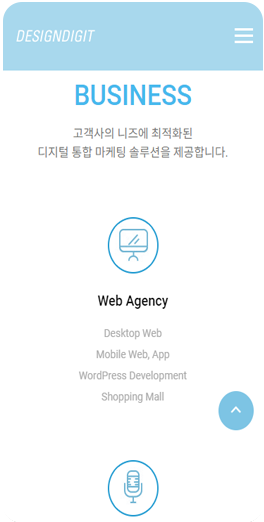 DESIGNDIGIT
BUSINESS
고객사의 니즈에 최적화된
디지털 통합 마케팅 솔루션을 제공합니다.
Web Agency
Desktop Web
Mobile Web, App
WordPress Development
Shopping Mall